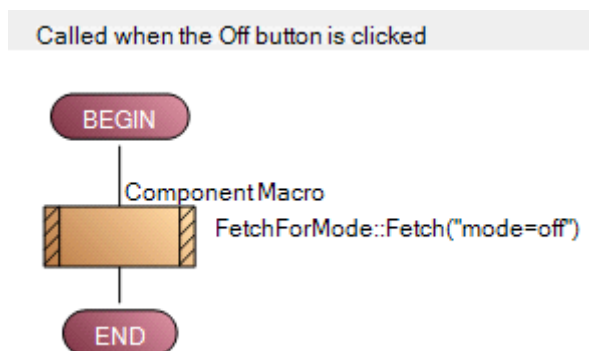 Called when the Off button is clicked
BEGIN
Component Macro
FetchForMode::Fetch("mode=off")
END